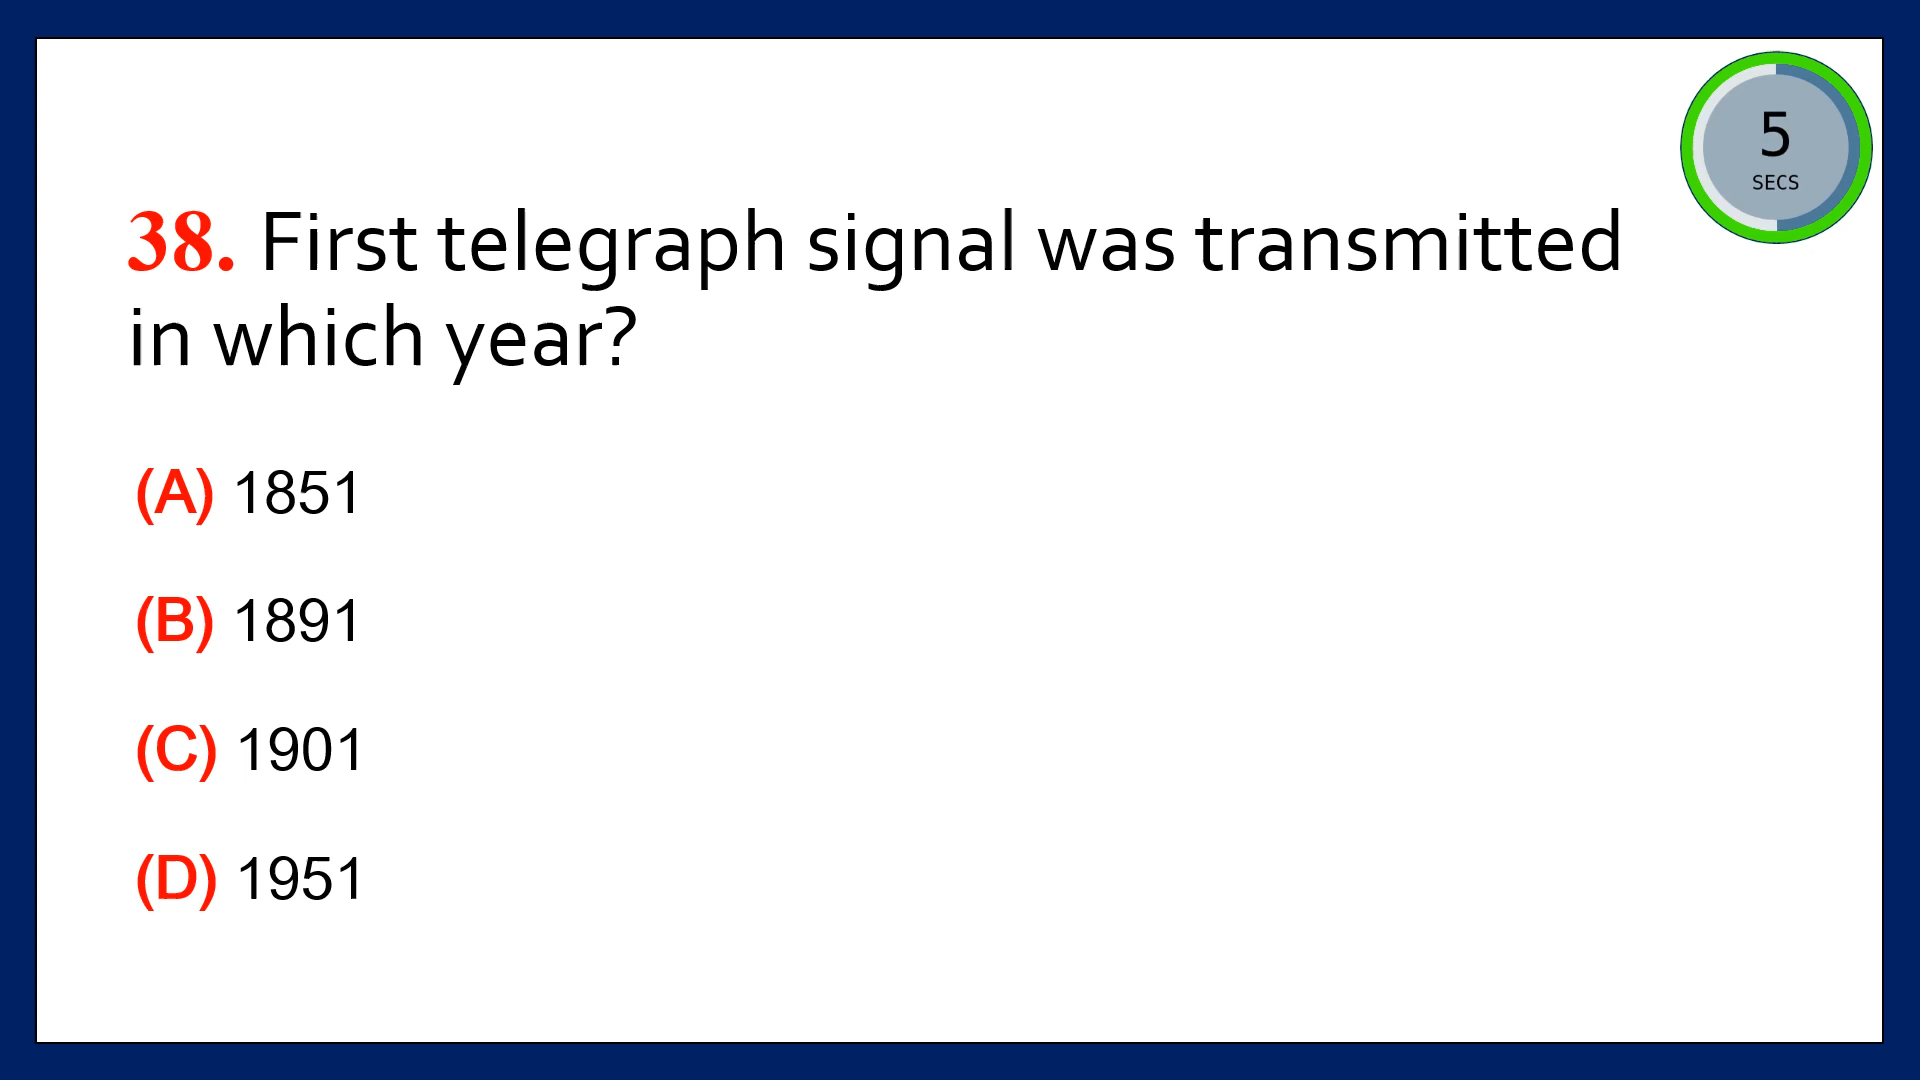 5
SECS
38. First telegraph signal was transmitted
in which year?
(A) 1851
(B) 1891
(C) 1901
(D) 1951